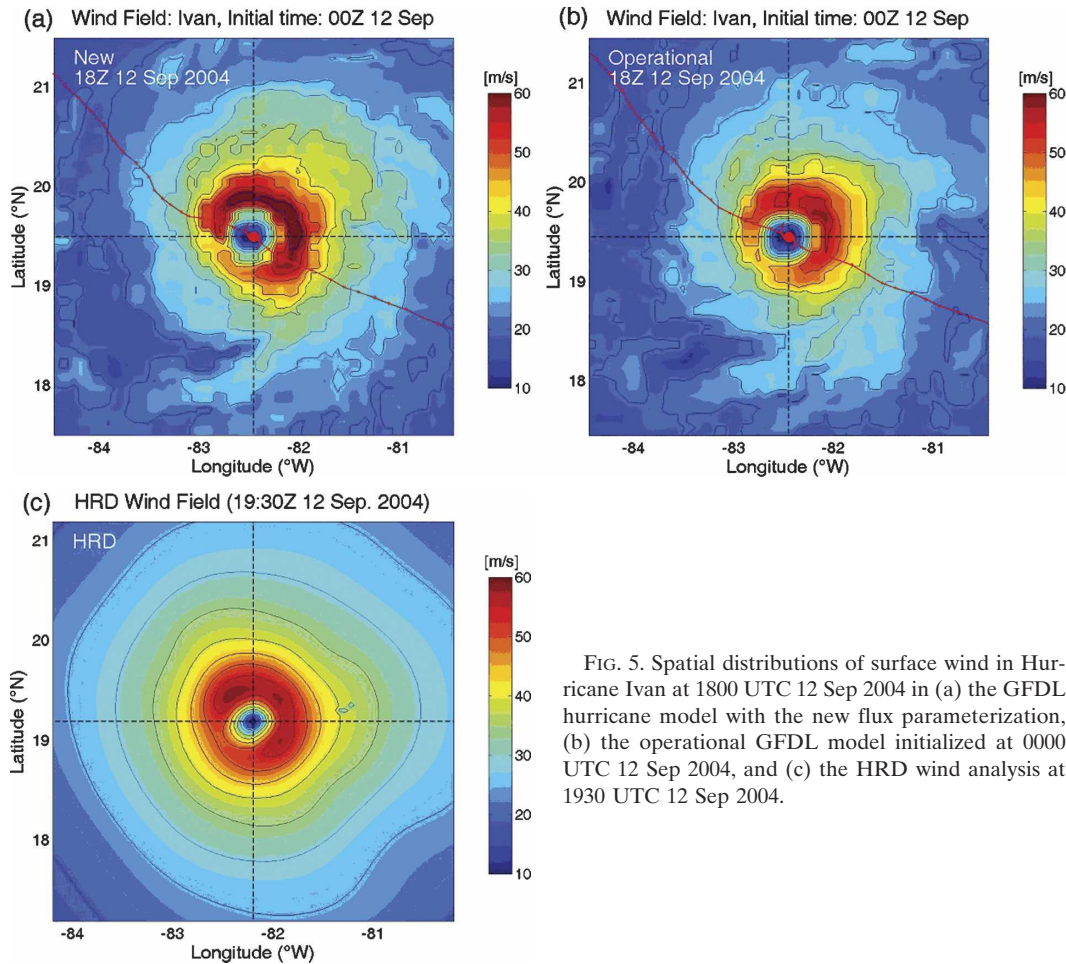 (a) Wind Field: Ivan, Initial time: 00Z 12 Sep
New
18Z 12 Sep 2004
[m/s]
60
50
40
30
20
10
21
20
19
18
Latitude (°N)
-84 -83 -82 -81
Longitude (°W)
(b) Wind Field: Ivan, Initial time: 00Z 12 Sep
Operational
18Z 12 Sep 2004
[m/s]
60
50
40
30
20
10
21
20
19
18
Latitude (°N)
-84 -83 -82 -81
Longitude (°W)
(c) HRD Wind Field (19:30Z 12 Sep. 2004)
HRD
[m/s]
60
50
40
30
20
10
21
20
19
18
Latitude (°N)
-84 -83 -82 -81
Longitude (°W)
FIG. 5. Spatial distributions of surface wind in Hur-
ricane Ivan at 1800 UTC 12 Sep 2004 in (a) the GFDL
hurricane model with the new flux parameterization,
(b) the operational GFDL model initialized at 0000
UTC 12 Sep 2004, and (c) the HRD wind analysis at
1930 UTC 12 Sep 2004.